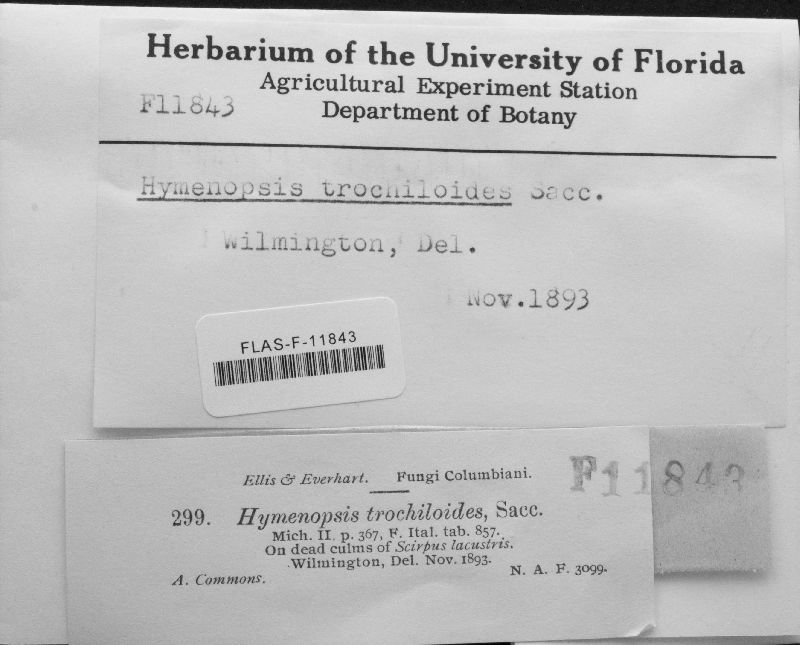 Herbarium of the University of Florida
Agricultural Experiment Station
F11843
Department of Botany
Hymenopsis trochiloides Sacc.
Wilmington, Del.
Nov.1893
FLAS-F-11843
Ellis & Everhart. Fungi Columbiani.
F11843
299. Hymenopsis trochiloides, Sacc.
Mich. II. p. 367, F. Ital. tab. 857.
On dead culms of Scirpus lacustris.
Wilmington, Del. Nov. 1893.
A. Commons.
N. A. F. 3099.